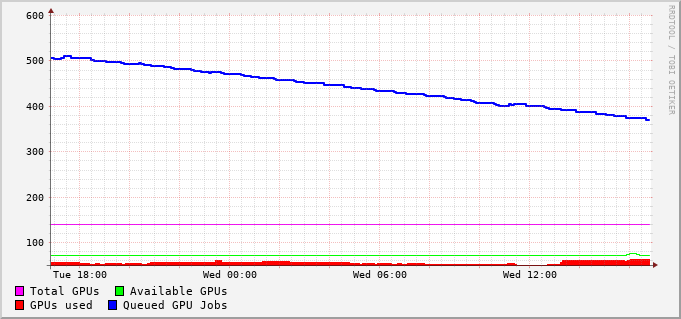 600
500
400
300
200
100
Tue 18:00 Wed 00:00 Wed 06:00 Wed 12:00
Total GPUs Available GPUs
GPUs used Queued GPU Jobs
RRDTOOL / TOBI OETIKER